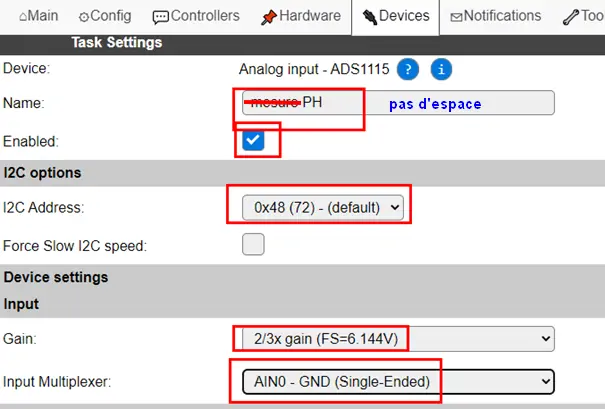 Main Config Controllers Hardware Devices Notifications Too
Task Settings
Device: Analog input - ADS1115 ? i
Name: mesure PH pas d'espace
Enabled:
I2C options
I2C Address: 0x48 (72) - (default)
Force Slow I2C speed:
Device settings
Input
Gain: 2/3x gain (FS=6.144V)
Input Multiplexer: AIN0 - GND (Single-Ended)